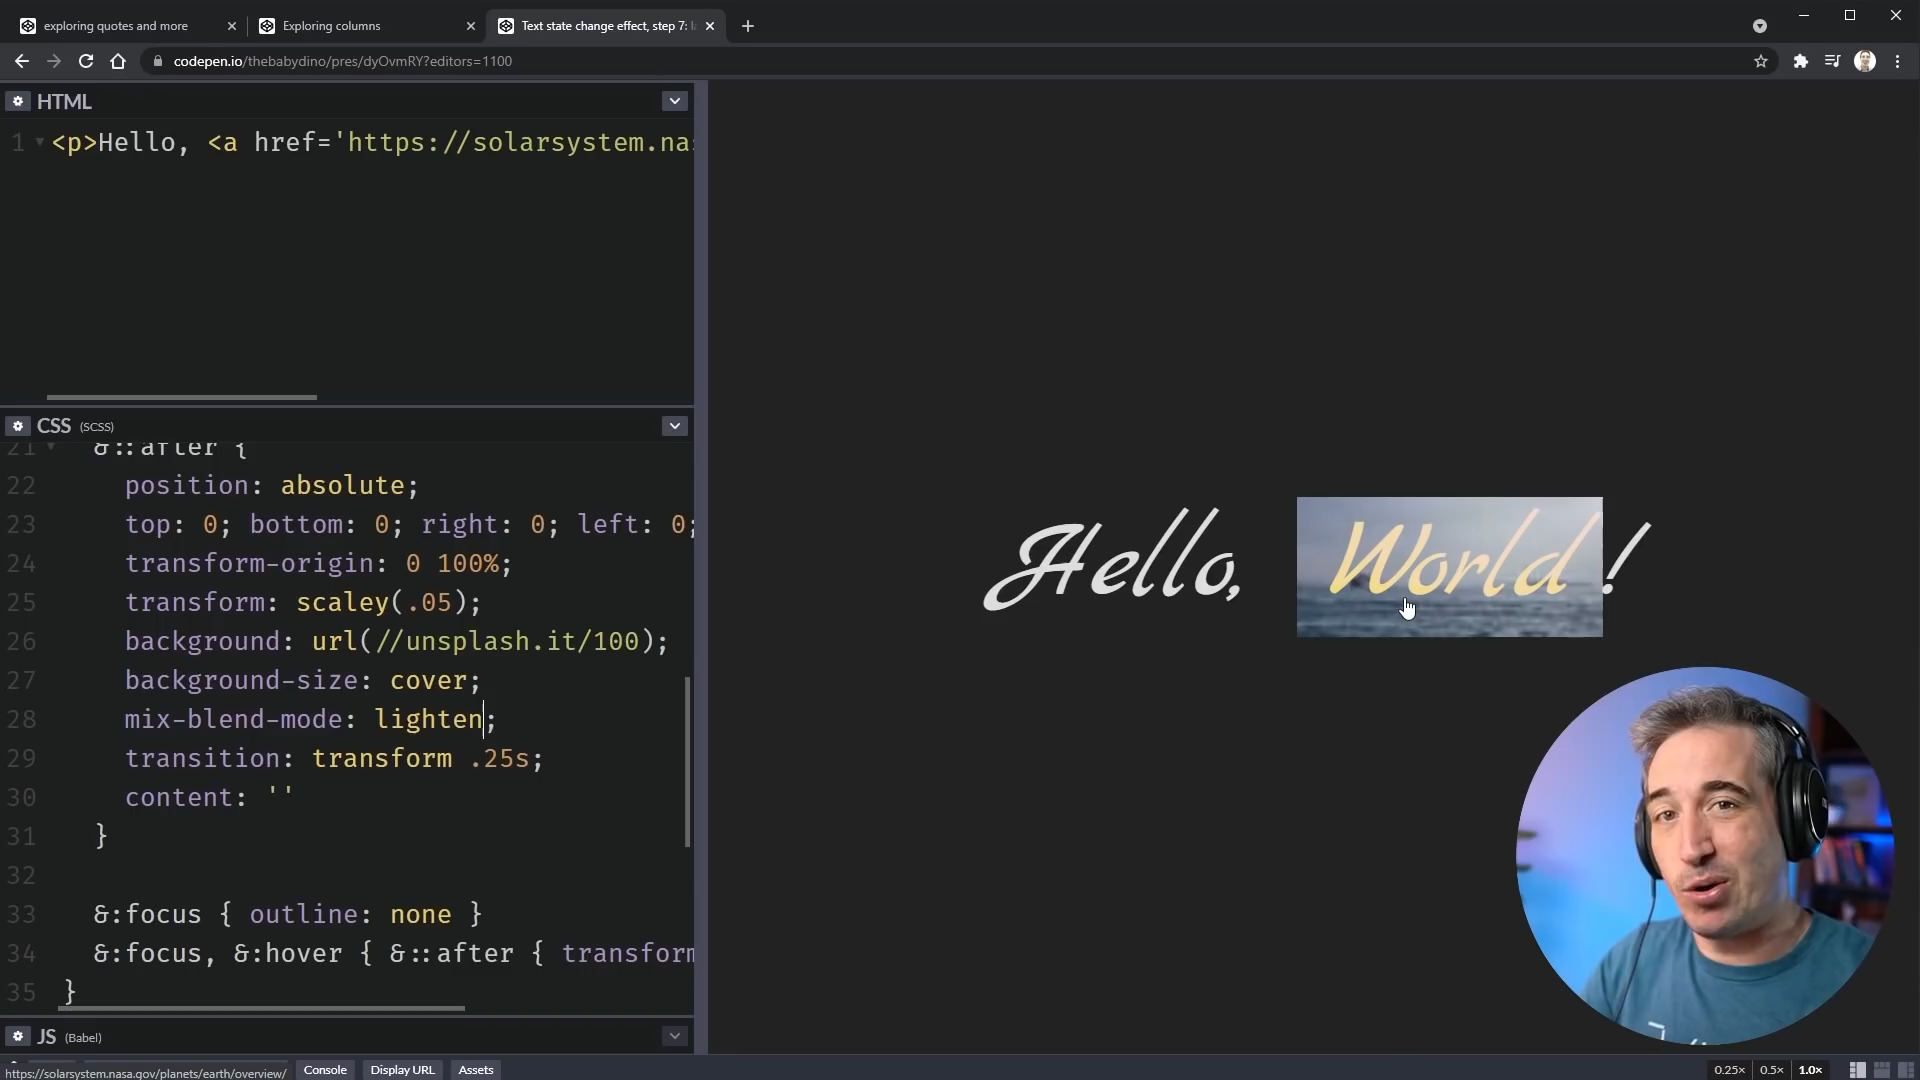 exploring quotes and more
Exploring columns
Text state change effect, step 7:
codepen.io/thebabydino/pres/dyOvmRY?editors=1100
HTML
1 <p>Hello, <a href='https://solarsystem.na
CSS (SCSS)
21 &::after {
22 position: absolute;
23 top: 0; bottom: 0; right: 0; left: 0;
24 transform-origin: 0 100%;
25 transform: scaley(.05);
26 background: url(//unsplash.it/100);
27 background-size: cover;
28 mix-blend-mode: lighten;
29 transition: transform .25s;
30 content: ''
31 }
32
33 &:focus { outline: none }
34 &:focus, &:hover { &::after { transform
35 }
Hello, World!
JS (Babel)
https://solarsystem.nasa.gov/planets/earth/overview/
Console
Display URL
Assets
0.25×
0.5×
1.0×